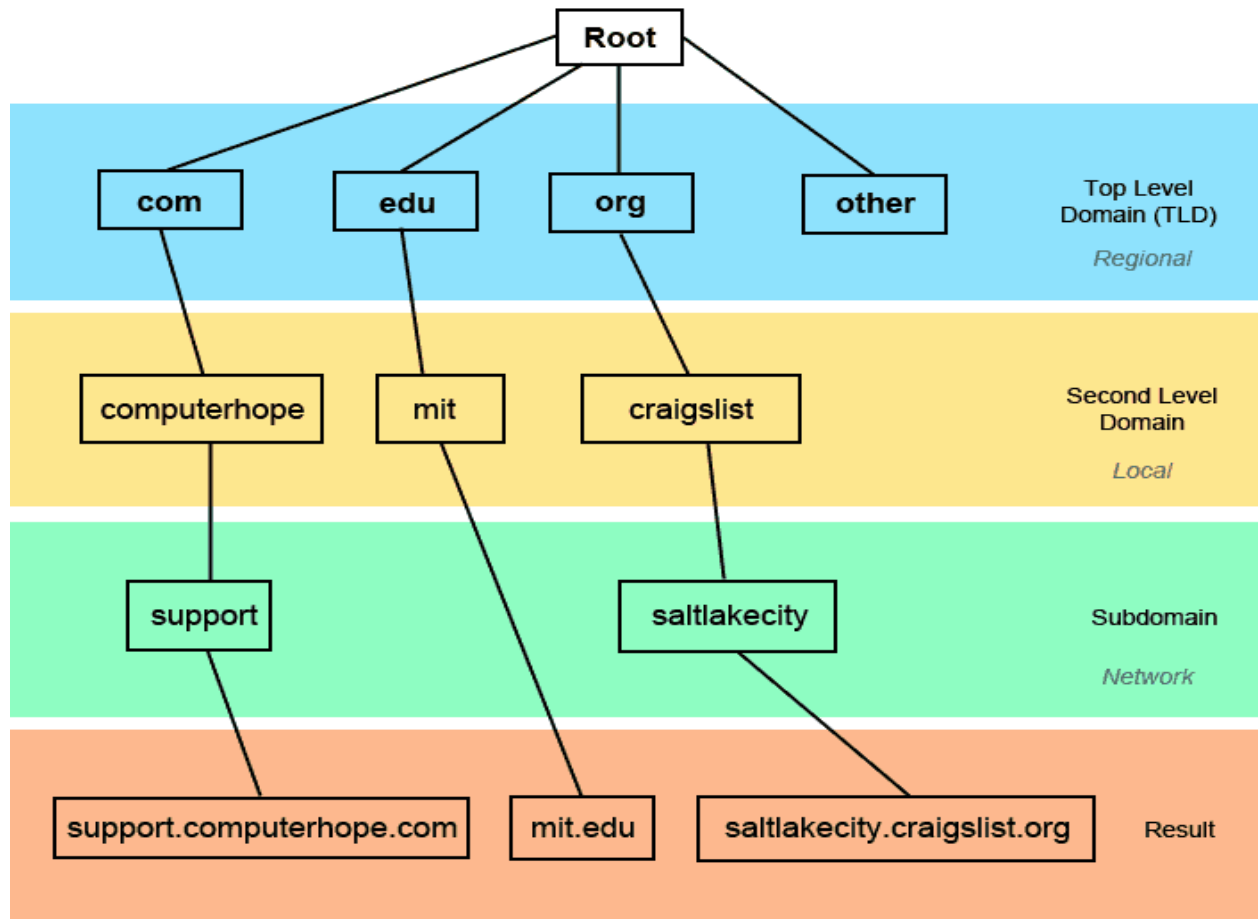 Root
com
edu
org
other
Top Level
Domain (TLD)
Regional
computerhope
mit
craigslist
Second Level
Domain
Local
support
saltlakecity
Subdomain
Network
support.computerhope.com
mit.edu
saltlakecity.craigslist.org
Result